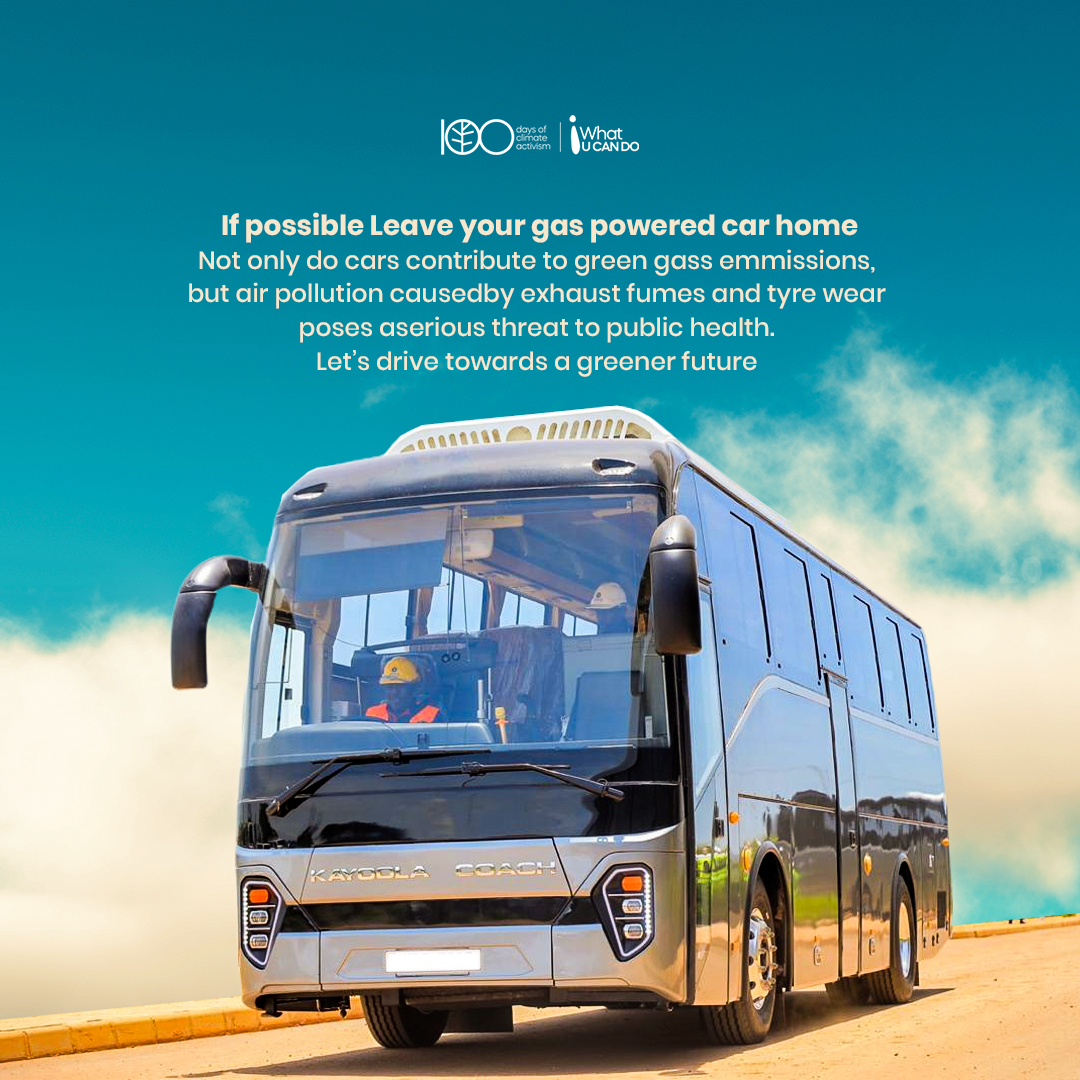 100 days of climate activism
What U CAN DO
If possible Leave your gas powered car home
Not only do cars contribute to green gass emmissions,
but air pollution causedby exhaust fumes and tyre wear
poses aserious threat to public health.
Let's drive towards a greener future
KAYOOLA COACH